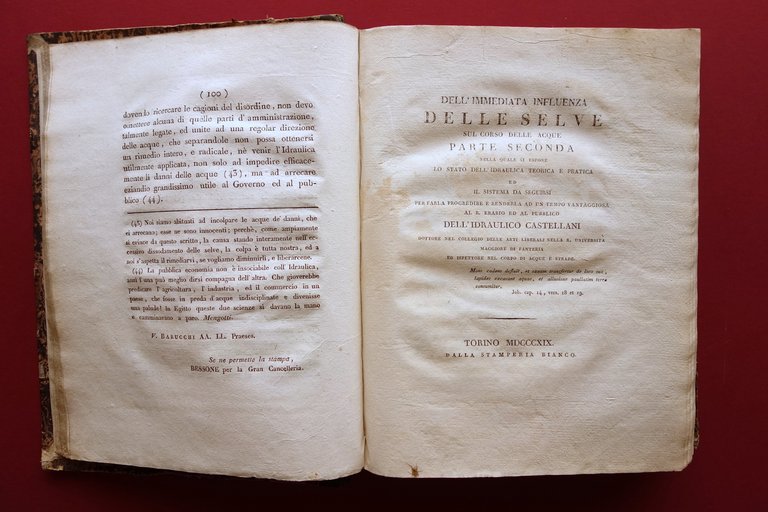 ( 100 )
davendo ricercare le cagioni del disordine, non devo
ommettere alcuna di quelle parti d'amministrazione,
talmente legate, ed unite ad una regolar direzione
delle acque, che separandole non possa ottenersi
un rimedio intero, e radicale, nè venir l'Idraulica
utilmente applicata, non solo ad impedire efficace-
mente li danni delle acque (43), ma ad arrecare
eziandio grandissimo utile al Governo ed al pub-
blico (44).
(43) Noi siamo abituati ad incolpare le acque de' danni, che
ci arrecano; esse ne sono innocenti; perchè, come ampiamente
si evince da questo scritto, la causa stando interamente nell'ec-
cessivo dissodamento delle selve, la colpa è tutta nostra, ed a
noi s'aspetta il rimediarvi, se vogliamo diminuirli, e liberarcene.
(44) La pubblica economia non è insociabile coll' Idraulica,
anzi l'una può meglio dirsi compagna dell'altra. Che gioverebbe
predicare l'agricoltura, l'industria, ed il commercio in un
paese, che fosse in preda d'acque indisciplinate e divenisse
una palude? in Egitto queste due scienze si davano la mano
e camminavano a paro. Mengotti.
V. BARUCCHI AA. LL. Praeses.
Se ne permette la stampa,
BESSONE per la Gran Cancelleria.
DELL'IMMEDIATA INFLUENZA
DELLE SELVE
SUL CORSO DELLE ACQUE
PARTE SECONDA
NELLA QUALE SI ESPONE
LO STATO DELL'IDRAULICA TEORICA E PRATICA
ED
IL SISTEMA DA SEGUIRSI
PER FARLA PROGREDIRE E RENDERLA AD UN TEMPO VANTAGGIOSA
AL R. ERARIO ED AL PUBBLICO
DELL'IDRAULICO CASTELLANI
DOTTORE NEL COLLEGIO DELLE ARTI LIBERALI NELLA R. UNIVERSITÀ
MAGGIORE DI FANTERIA
ED ISPETTORE NEL CORPO DI ACQUE E STRADE.
Mons cadens defluit, et saxum transfertur de loco suo,
lapides excavant aquae, et alluvione paullatim terra
consumitur.
Job. cap. 14, vers. 18 et 19.
TORINO MDCCCXIX.
DALLA STAMPERIA BIANCO.